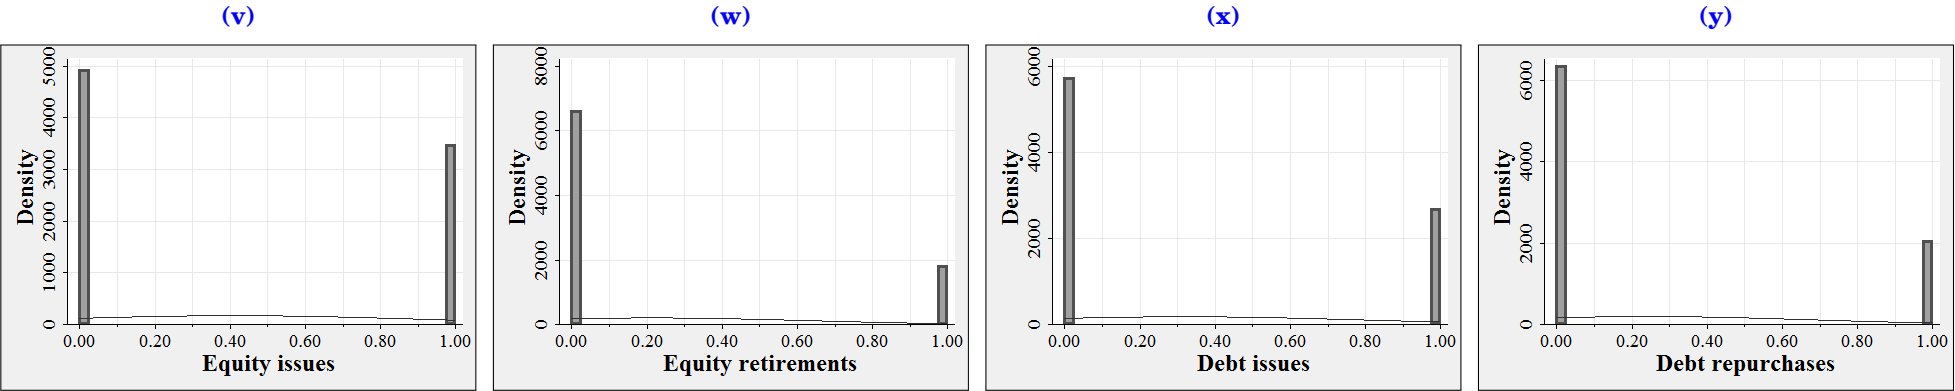 (v)
Density
5000
4000
3000
2000
1000
0
0.00 0.20 0.40 0.60 0.80 1.00
Equity issues
(w)
Density
8000
6000
4000
2000
0
0.00 0.20 0.40 0.60 0.80 1.00
Equity retirements
(x)
Density
6000
4000
2000
0
0.00 0.20 0.40 0.60 0.80 1.00
Debt issues
(y)
Density
6000
4000
2000
0
0.00 0.20 0.40 0.60 0.80 1.00
Debt repurchases